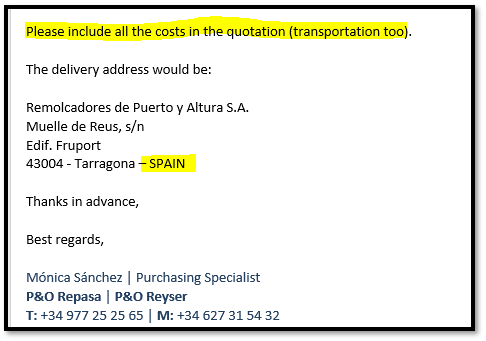 Please include all the costs in the quotation (transportation too).
The delivery address would be:
Remolcadores de Puerto y Altura S.A.
Muelle de Reus, s/n
Edif. Fruport
43004 - Tarragona – SPAIN
Thanks in advance,
Best regards,
Mónica Sánchez | Purchasing Specialist
P&O Repasa | P&O Reyser
T: +34 977 25 25 65 | M: +34 627 31 54 32